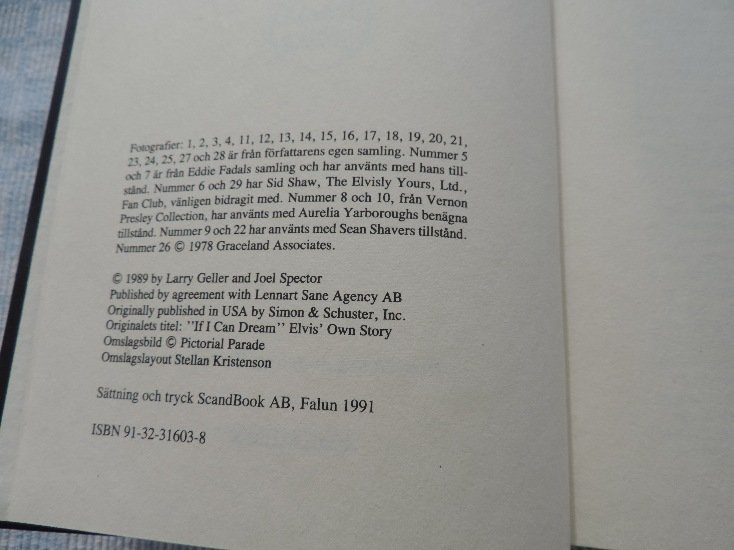 Fotografier: 1, 2, 3, 4, 11, 12, 13, 14, 15, 16, 17, 18, 19, 20, 21,
23, 24, 25, 27 och 28 är från författarens egen samling. Nummer 5
och 7 är från Eddie Fadals samling och har använts med hans till-
stånd. Nummer 6 och 29 har Sid Shaw, The Elvisly Yours, Ltd.,
Fan Club, vänligen bidragit med. Nummer 8 och 10, från Vernon
Presley Collection, har använts med Aurelia Yarboroughs benägna
tillstånd. Nummer 9 och 22 har använts med Sean Shavers tillstånd.
Nummer 26 © 1978 Graceland Associates.
© 1989 by Larry Geller and Joel Spector
Published by agreement with Lennart Sane Agency AB
Originally published in USA by Simon & Schuster, Inc.
Originalets titel: ”If I Can Dream” Elvis’ Own Story
Omslagsbild © Pictorial Parade
Omslagslayout Stellan Kristenson
Sättning och tryck ScandBook AB, Falun 1991
ISBN 91-32-31603-8